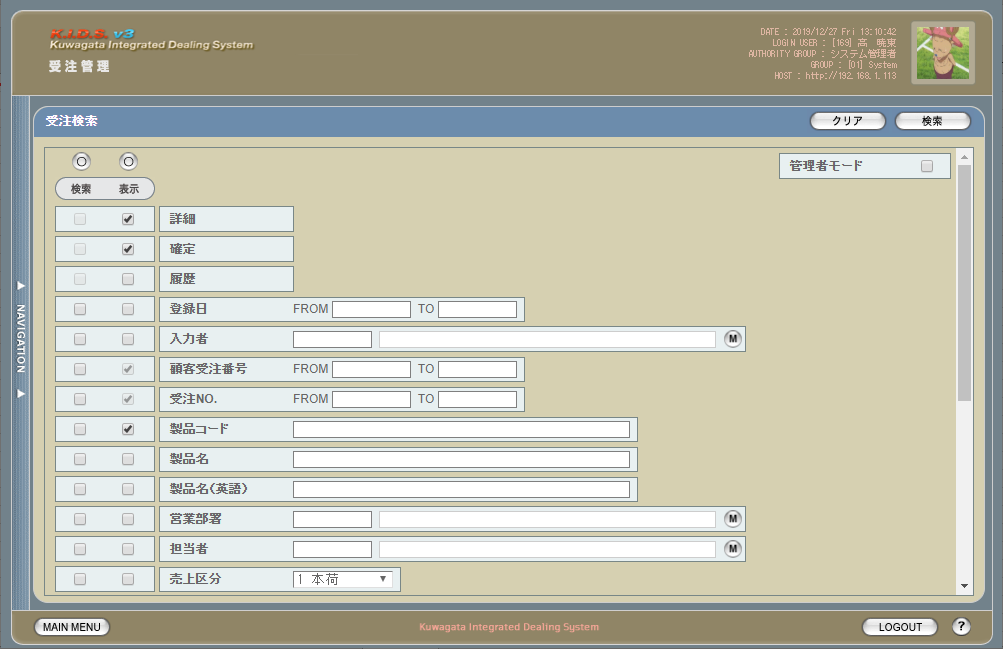 K.i.D.S. v3
Kuwagata Integrated Dealing System
受注管理
DATE : 2019/12/27 Fri 13:10:42
LOGIN USER : [169] 高 暁東
AUTHORITY GROUP : システム管理者
GROUP : [01] System
HOST : http://192.168.1.113
受注検索
クリア
検索
管理者モード
検索 表示
詳細
確定
履歴
登録日 FROM TO
入力者 M
顧客受注番号 FROM TO
受注NO. FROM TO
製品コード
製品名
製品名(英語)
営業部署 M
担当者 M
売上区分 1 本荷
NAVIGATION
MAIN MENU
Kuwagata Integrated Dealing System
LOGOUT
?